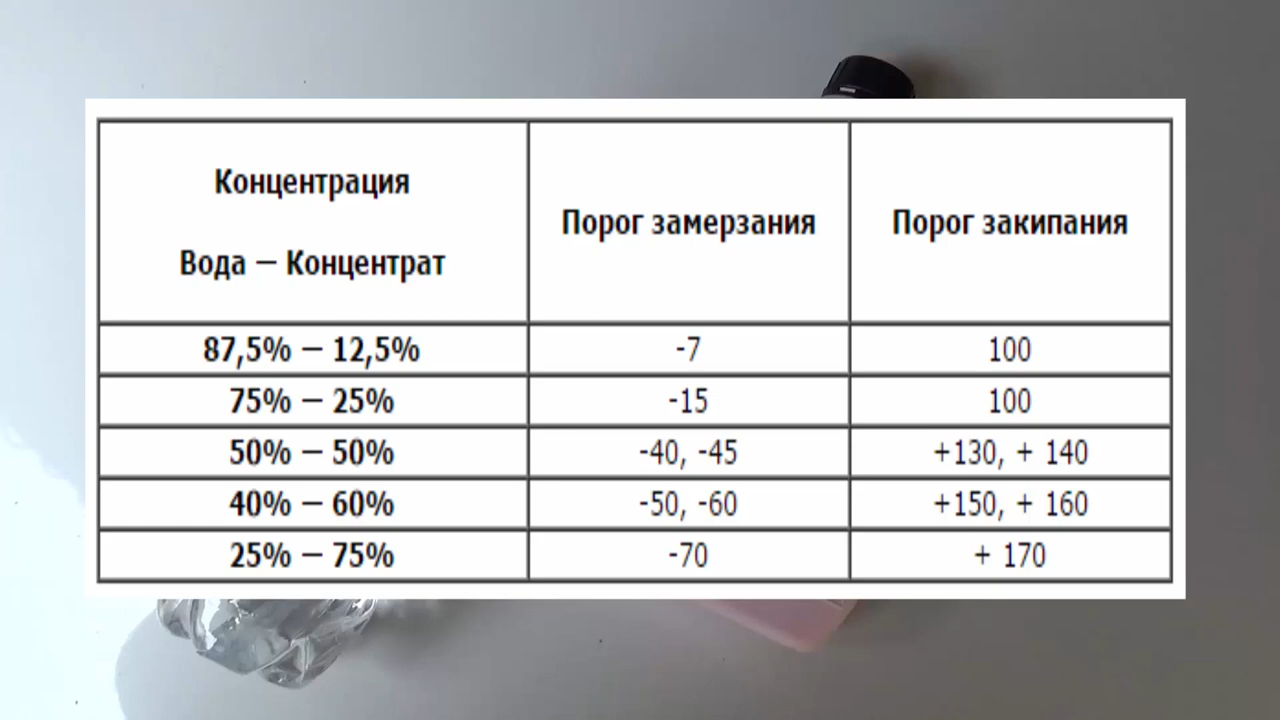 Концентрация
Вода — Концентрат
Порог замерзания
Порог закипания
87,5% — 12,5%
-7
100
75% — 25%
-15
100
50% — 50%
-40, -45
+130, + 140
40% — 60%
-50, -60
+150, + 160
25% — 75%
-70
+ 170